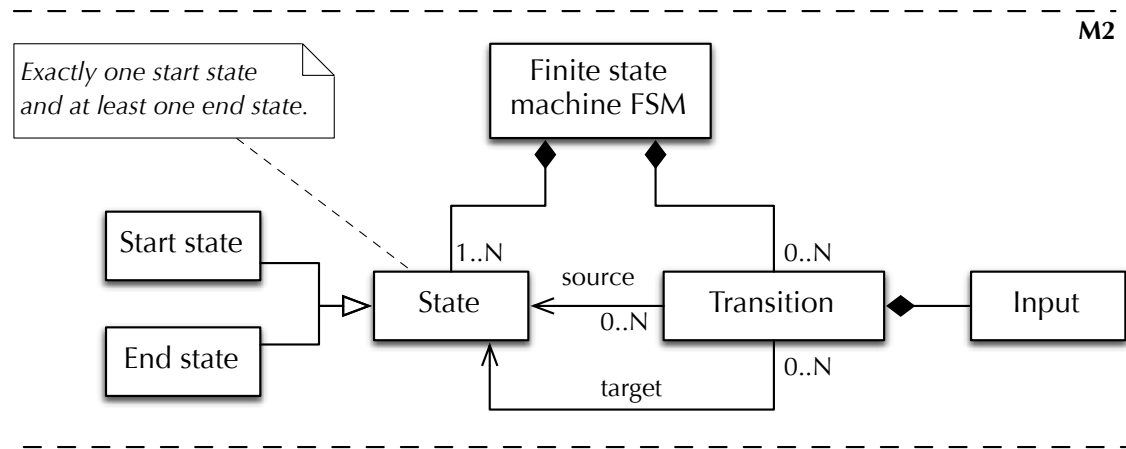 M2
Exactly one start state
and at least one end state.
Finite state
machine FSM
Start state
End state
1..N
State
source
0..N
0..N
Transition
Input
0..N
target